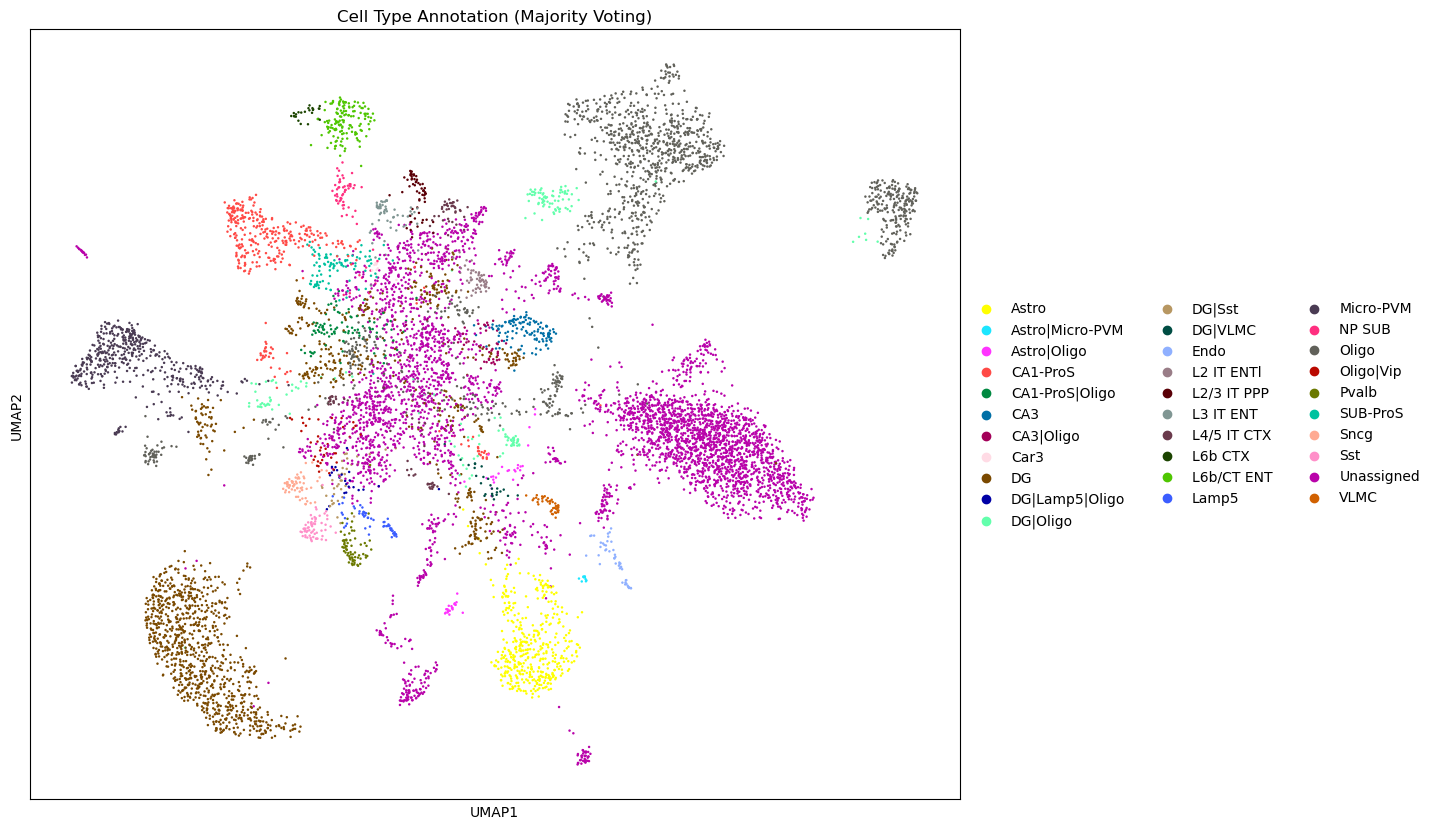 Cell Type Annotation (Majority Voting)
UMAP2
UMAP1
Astro
Astro|Micro-PVM
Astro|Oligo
CA1-ProS
CA1-ProS|Oligo
CA3
CA3|Oligo
Car3
DG
DG|Lamp5|Oligo
DG|Oligo
DG|Sst
DG|VLMC
Endo
L2 IT ENTl
L2/3 IT PPP
L3 IT ENT
L4/5 IT CTX
L6b CTX
L6b/CT ENT
Lamp5
Micro-PVM
NP SUB
Oligo
Oligo|Vip
Pvalb
SUB-ProS
Sncg
Sst
Unassigned
VLMC